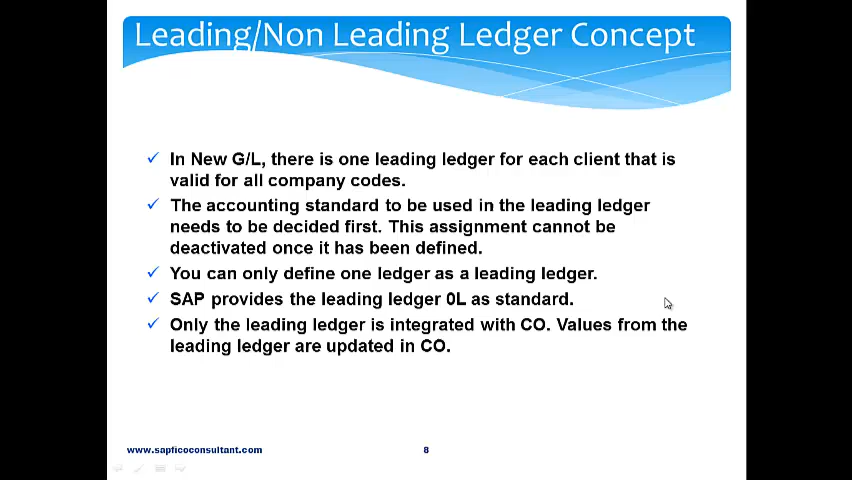 Leading/Non Leading Ledger Concept
In New G/L, there is one leading ledger for each client that is
valid for all company codes.
The accounting standard to be used in the leading ledger
needs to be decided first. This assignment cannot be
deactivated once it has been defined.
You can only define one ledger as a leading ledger.
SAP provides the leading ledger 0L as standard.
Only the leading ledger is integrated with CO. Values from the
leading ledger are updated in CO.
www.sapficoconsultant.com
8